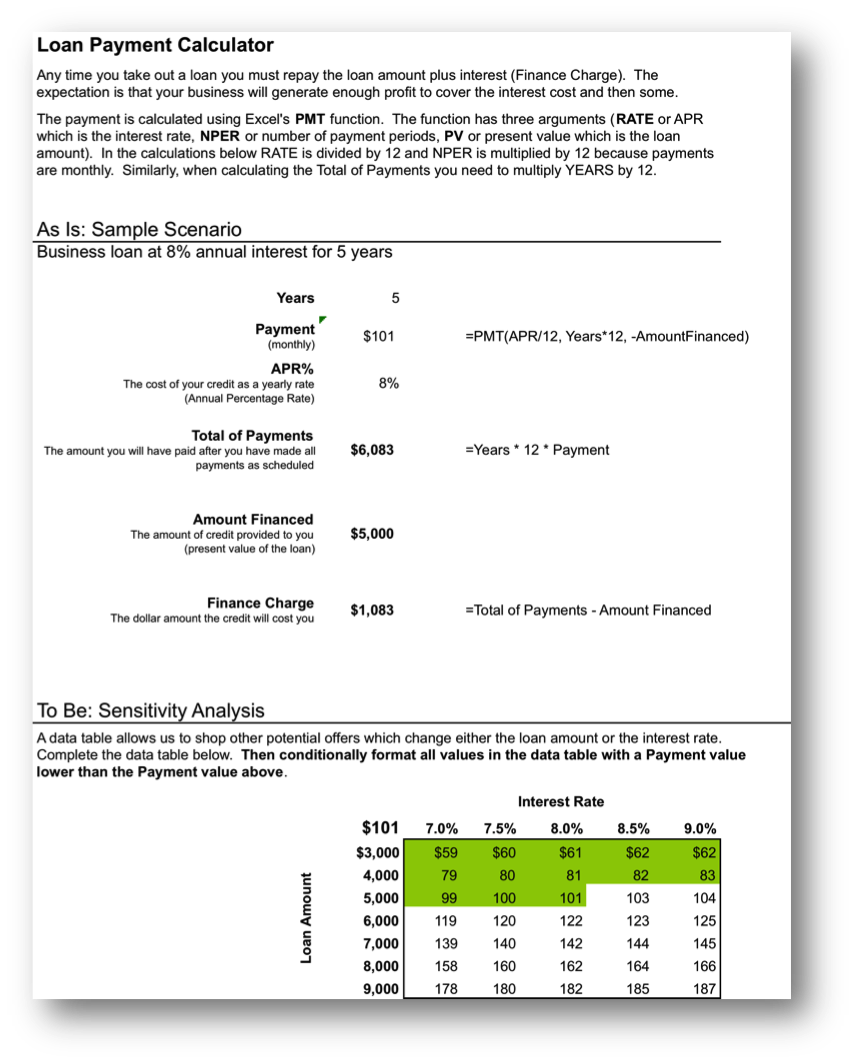 Loan Payment Calculator
Any time you take out a loan you must repay the loan amount plus interest (Finance Charge).  The
expectation is that your business will generate enough profit to cover the interest cost and then some.
The payment is calculated using Excel's PMT function.  The function has three arguments (RATE or APR
which is the interest rate, NPER or number of payment periods, PV or present value which is the loan
amount).  In the calculations below RATE is divided by 12 and NPER is multiplied by 12 because payments
are monthly.  Similarly, when calculating the Total of Payments you need to multiply YEARS by 12.
As Is: Sample Scenario
Business loan at 8% annual interest for 5 years
Years 5
Payment
(monthly) $101 =PMT(APR/12, Years*12, -AmountFinanced)
APR%
The cost of your credit as a yearly rate 8%
(Annual Percentage Rate)
Total of Payments
The amount you will have paid after you have made all $6,083 =Years * 12 * Payment
payments as scheduled
Amount Financed
The amount of credit provided to you $5,000
(present value of the loan)
Finance Charge
The dollar amount the credit will cost you $1,083 =Total of Payments - Amount Financed
To Be: Sensitivity Analysis
A data table allows us to shop other potential offers which change either the loan amount or the interest rate.
Complete the data table below.  Then conditionally format all values in the data table with a Payment value
lower than the Payment value above.
Interest Rate
$101 7.0% 7.5% 8.0% 8.5% 9.0%
Loan Amount
$3,000 $59 $60 $61 $62 $62
4,000 79 80 81 82 83
5,000 99 100 101 103 104
6,000 119 120 122 123 125
7,000 139 140 142 144 145
8,000 158 160 162 164 166
9,000 178 180 182 185 187